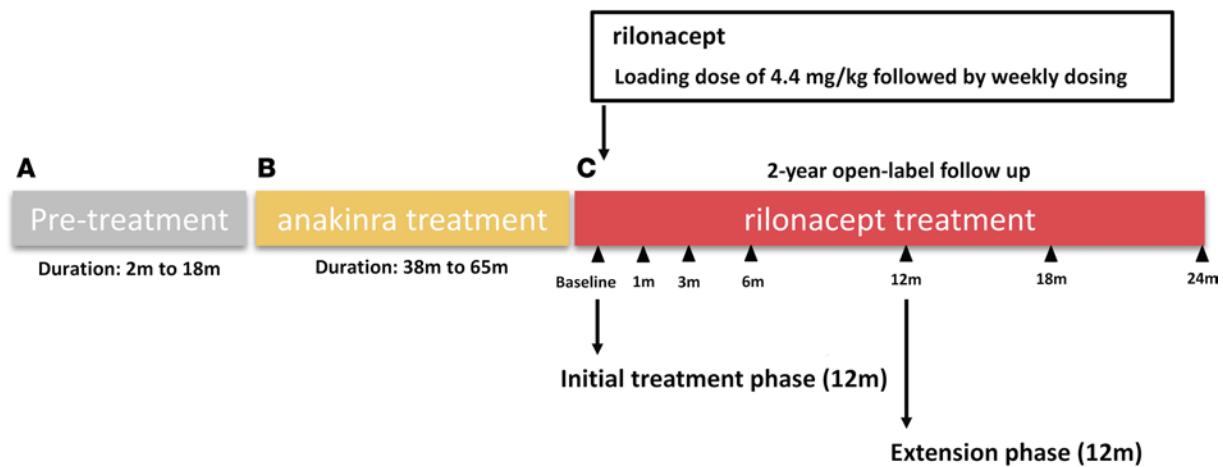 rilonacept
Loading dose of 4.4 mg/kg followed by weekly dosing
A
B
C
2-year open-label follow up
Pre-treatment
anakinra treatment
rilonacept treatment
Duration: 2m to 18m
Duration: 38m to 65m
Baseline
1m
3m
6m
12m
18m
24m
Initial treatment phase (12m)
Extension phase (12m)